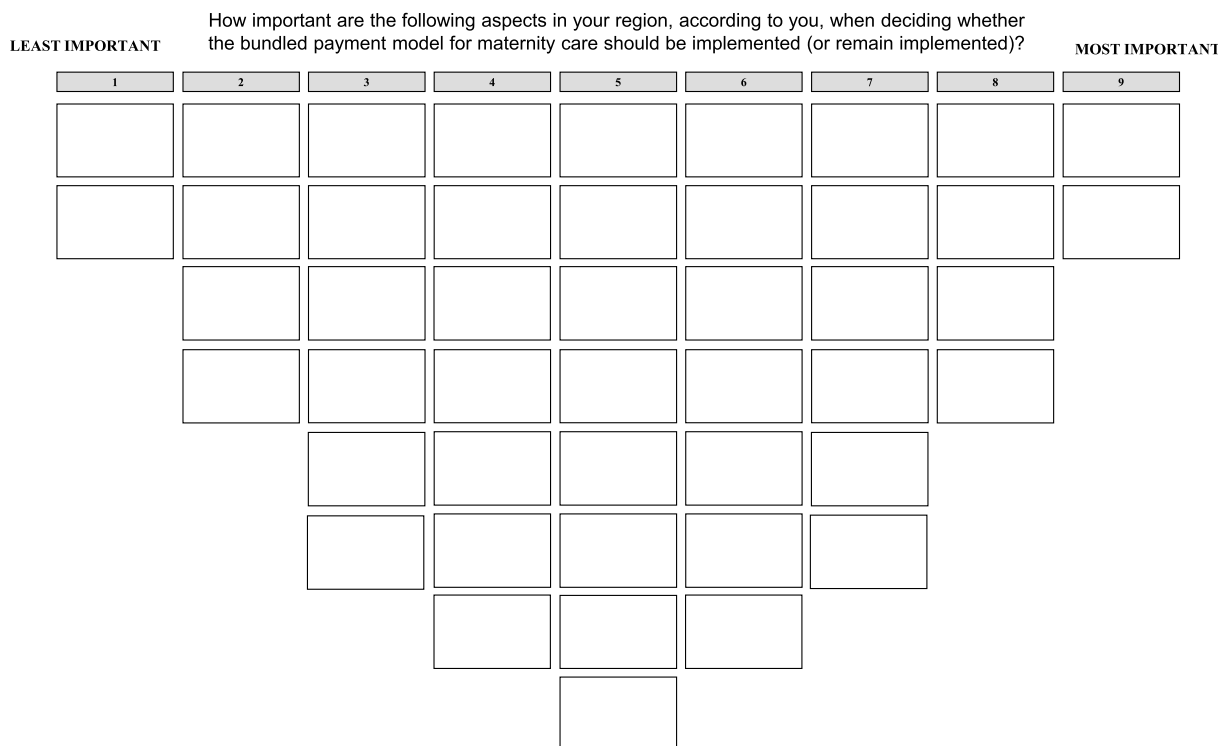 How important are the following aspects in your region, according to you, when deciding whether
the bundled payment model for maternity care should be implemented (or remain implemented)?
LEAST IMPORTANT
MOST IMPORTANT
1 2 3 4 5 6 7 8 9